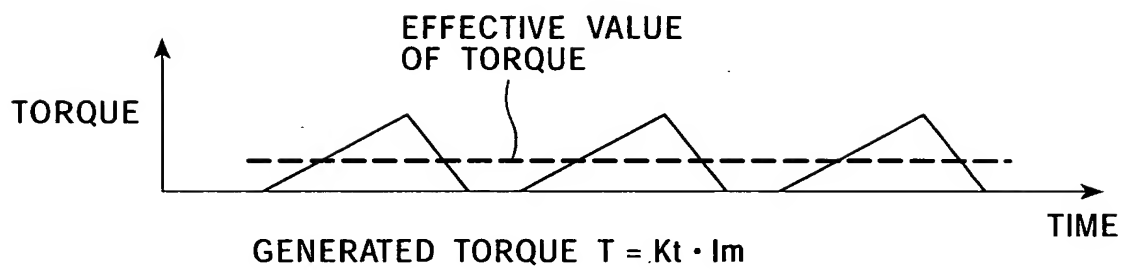 EFFECTIVE VALUE
OF TORQUE
TORQUE
TIME
GENERATED TORQUE T = Kt · Im